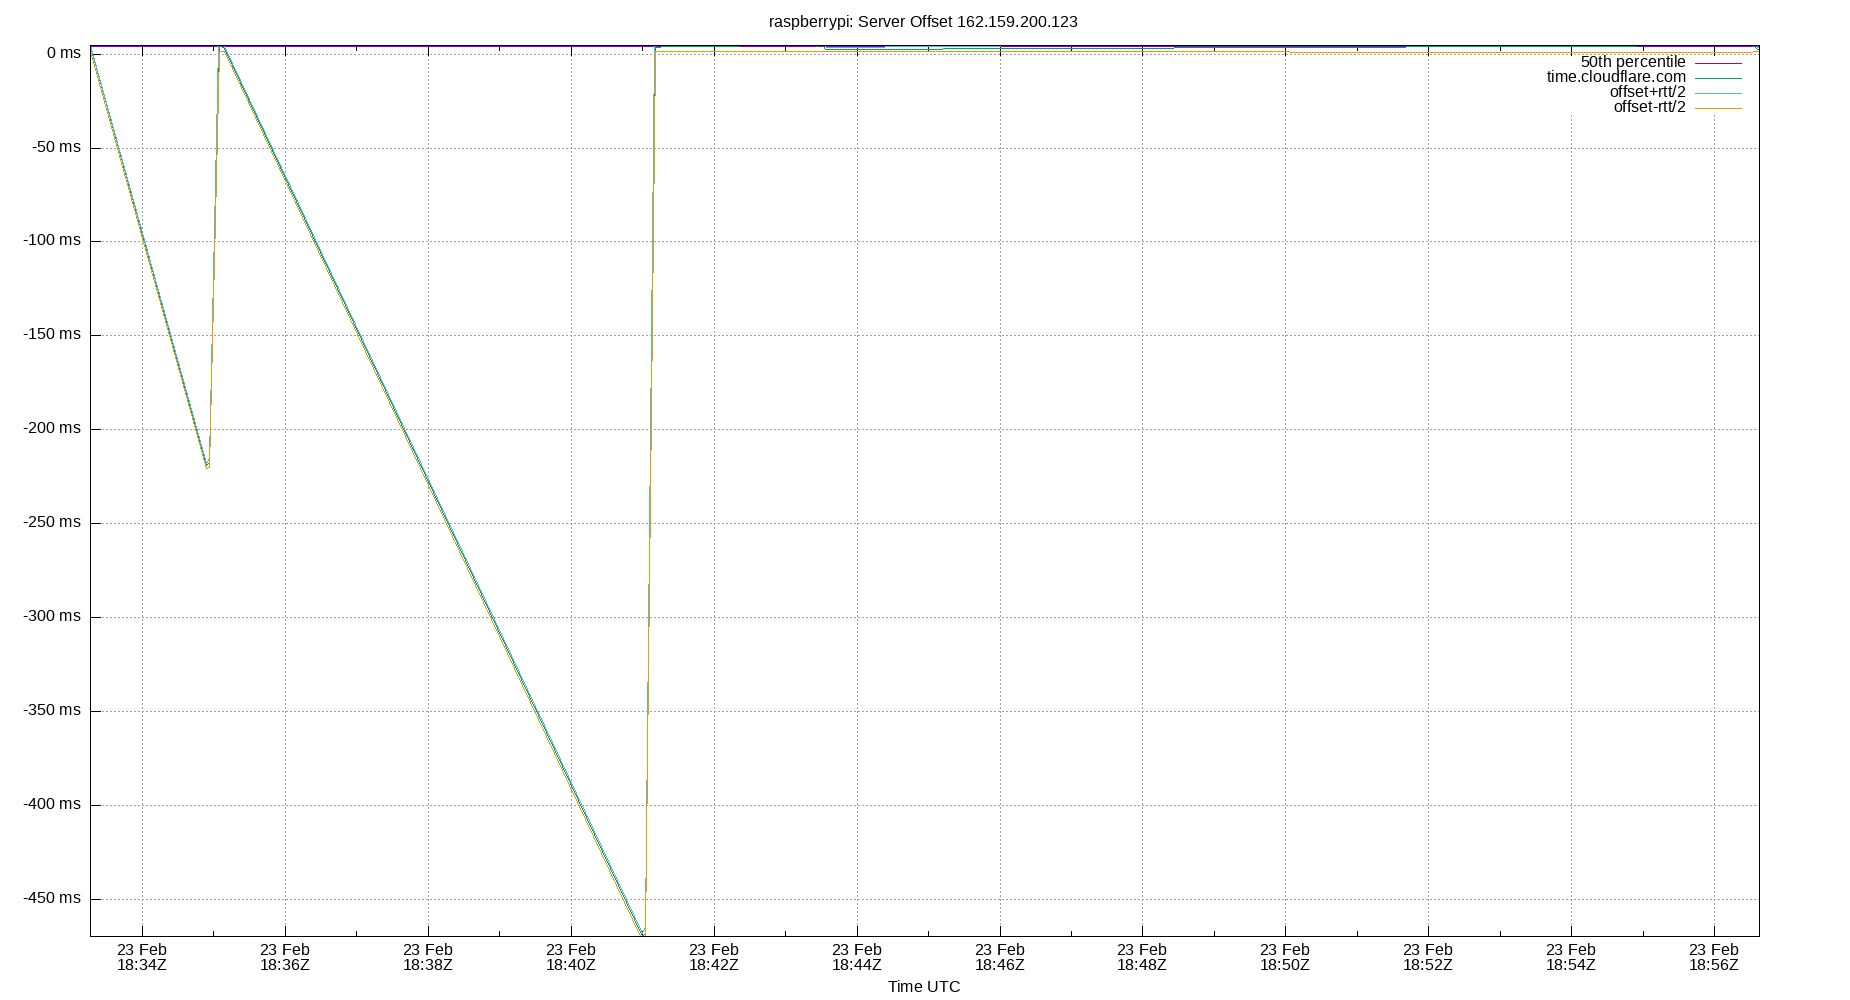 raspberrypi: Server Offset 162.159.200.123
0 ms
50th percentile
time.cloudflare.com
offset+rtt/2
offset-rtt/2
-50 ms
-100 ms
-150 ms
-200 ms
-250 ms
-300 ms
-350 ms
-400 ms
-450 ms
23 Feb 23 Feb 23 Feb 23 Feb 23 Feb 23 Feb 23 Feb 23 Feb 23 Feb 23 Feb 23 Feb 23 Feb
18:34Z 18:36Z 18:38Z 18:40Z 18:42Z 18:44Z 18:46Z 18:48Z 18:50Z 18:52Z 18:54Z 18:56Z
Time UTC